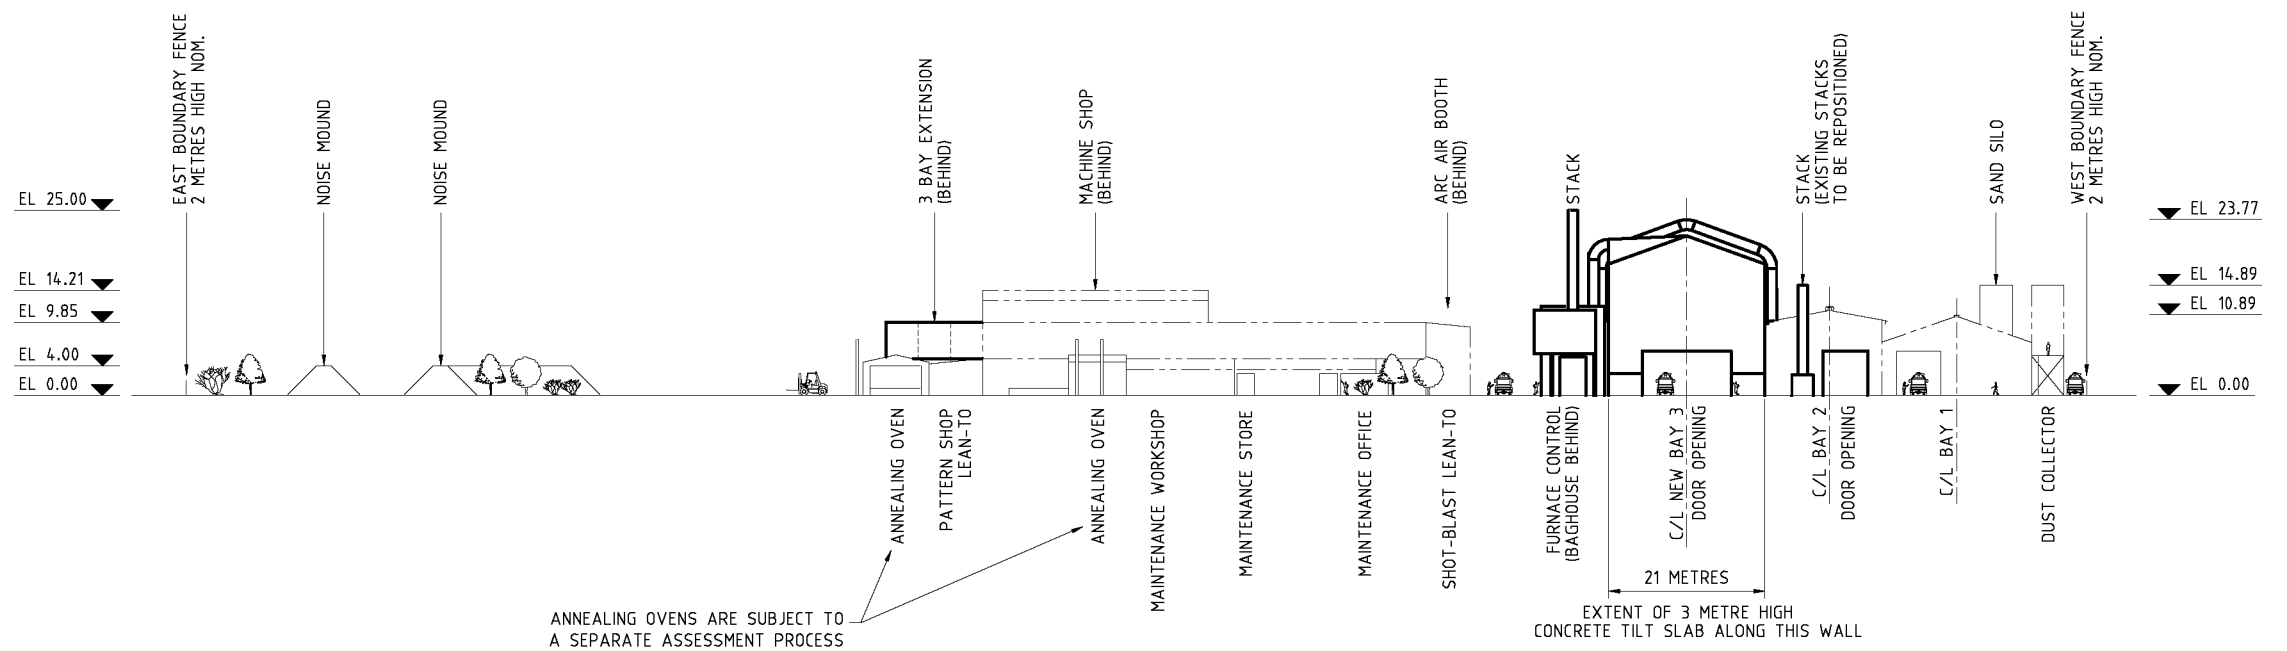 EAST BOUNDARY FENCE
2 METRES HIGH NOM.
NOISE MOUND
NOISE MOUND
3 BAY EXTENSION
(BEHIND)
MACHINE SHOP
(BEHIND)
ARC AIR BOOTH
(BEHIND)
STACK
STACK
(EXISTING STACKS
TO BE REPOSITIONED)
SAND SILO
WEST BOUNDARY FENCE
2 METRES HIGH NOM.
EL 25.00
EL 14.21
EL 9.85
EL 4.00
EL 0.00
EL 23.77
EL 14.89
EL 10.89
EL 0.00
ANNEALING OVEN
PATTERN SHOP
LEAN-TO
ANNEALING OVEN
MAINTENANCE WORKSHOP
MAINTENANCE STORE
MAINTENANCE OFFICE
SHOT-BLAST LEAN-TO
FURNACE CONTROL
(BAGHOUSE BEHIND)
C/L NEW BAY 3
DOOR OPENING
C/L BAY 2
DOOR OPENING
C/L BAY 1
DUST COLLECTOR
21 METRES
EXTENT OF 3 METRE HIGH
CONCRETE TILT SLAB ALONG THIS WALL
ANNEALING OVENS ARE SUBJECT TO
A SEPARATE ASSESSMENT PROCESS